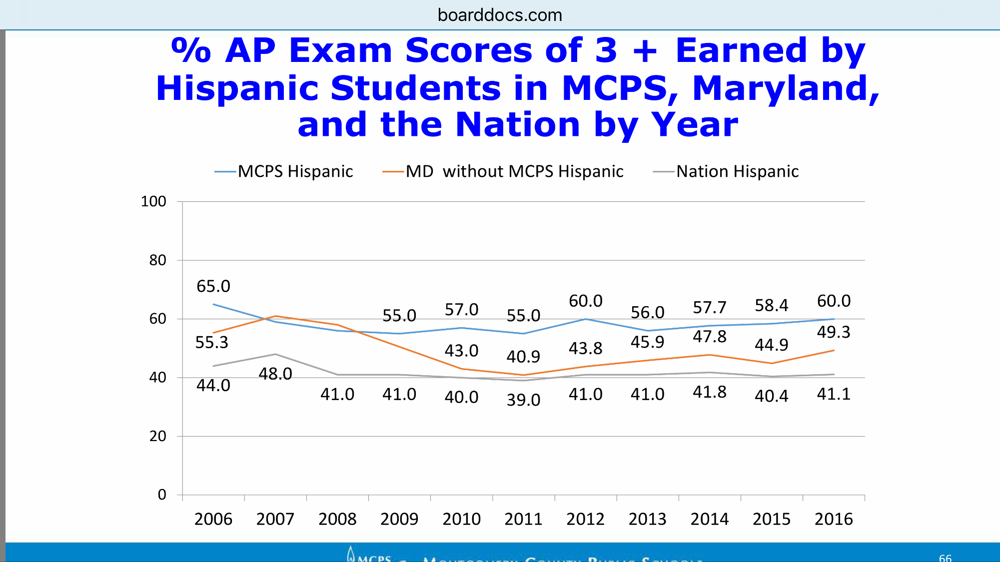 boarddocs.com
% AP Exam Scores of 3 + Earned by
Hispanic Students in MCPS, Maryland,
and the Nation by Year
MCPS Hispanic MD without MCPS Hispanic Nation Hispanic
100
80
60
40
20
0
65.0 55.0 57.0 55.0 60.0 56.0 57.7 58.4 60.0
55.3 43.0 40.9 43.8 45.9 47.8 44.9 49.3
44.0 48.0 41.0 41.0 40.0 39.0 41.0 41.0 41.8 40.4 41.1
2006 2007 2008 2009 2010 2011 2012 2013 2014 2015 2016
MCPS MONTGOMERY COUNTY PUBLIC SCHOOLS
66